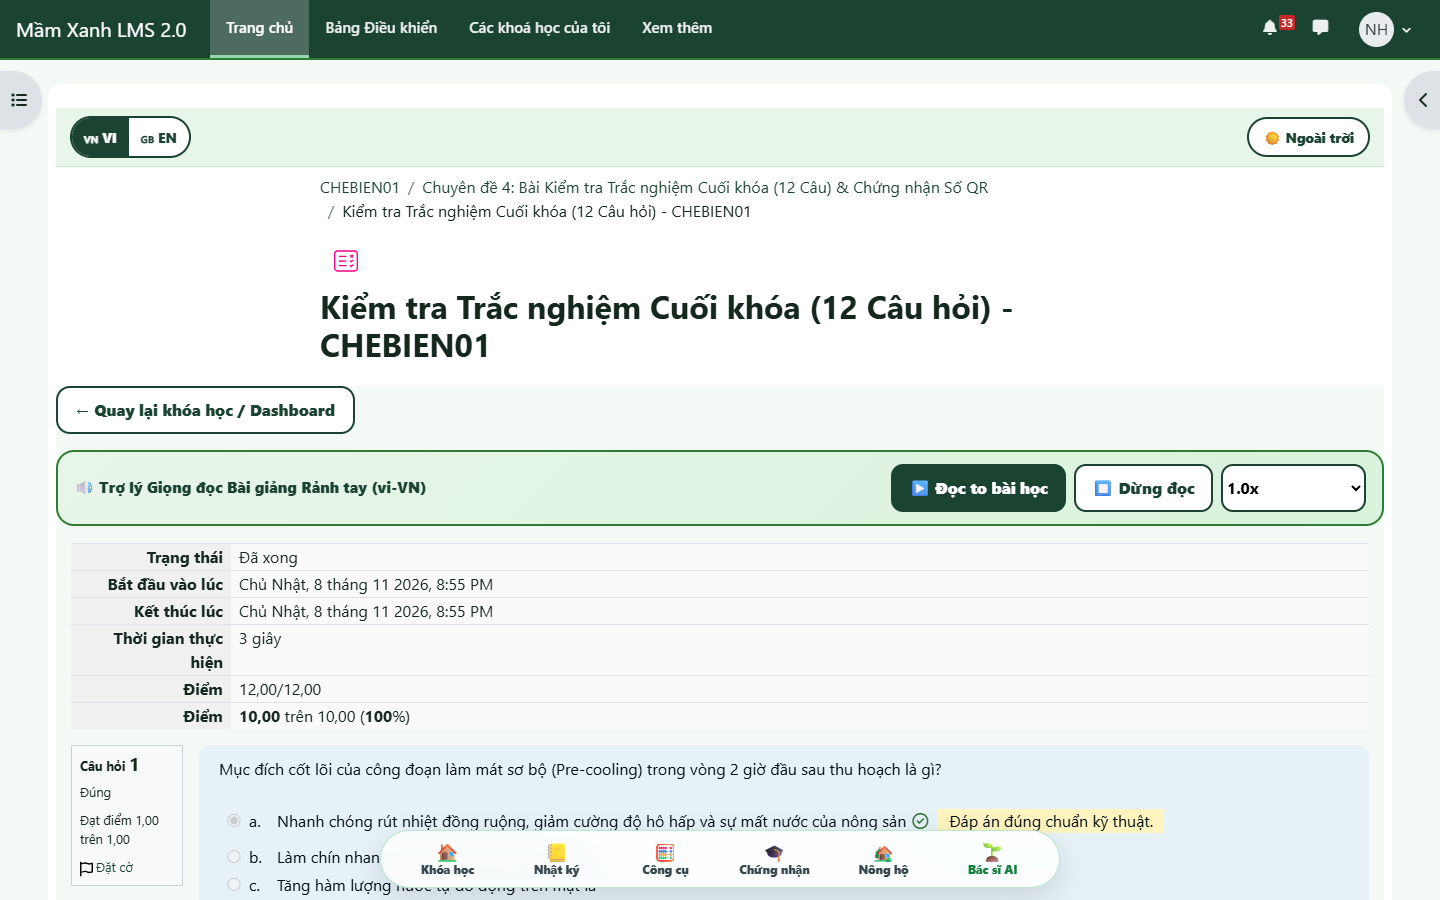 Mầm Xanh LMS 2.0
Trang chủ
Bảng Điều khiển
Các khoá học của tôi
Xem thêm
33
NH
VN VI
GB EN
Ngoài trời
CHEBIEN01 / Chuyên đề 4: Bài Kiểm tra Trắc nghiệm Cuối khóa (12 Câu) & Chứng nhận Số QR
/ Kiểm tra Trắc nghiệm Cuối khóa (12 Câu hỏi) - CHEBIEN01
Kiểm tra Trắc nghiệm Cuối khóa (12 Câu hỏi) -
CHEBIEN01
← Quay lại khóa học / Dashboard
Trợ lý Giọng đọc Bài giảng Rảnh tay (vi-VN)
Đọc to bài học
Dừng đọc
1.0x
Trạng thái Đã xong
Bắt đầu vào lúc Chủ Nhật, 8 tháng 11 2026, 8:55 PM
Kết thúc lúc Chủ Nhật, 8 tháng 11 2026, 8:55 PM
Thời gian thực 3 giây
hiện
Điểm 12,00/12,00
Điểm 10,00 trên 10,00 (100%)
Câu hỏi 1
Đúng
Đạt điểm 1,00
trên 1,00
Đặt cờ
Mục đích cốt lõi của công đoạn làm mát sơ bộ (Pre-cooling) trong vòng 2 giờ đầu sau thu hoạch là gì?
a. Nhanh chóng rút nhiệt đồng ruộng, giảm cường độ hô hấp và sự mất nước của nông sản Đáp án đúng chuẩn kỹ thuật.
b. Làm chín nhan
c. Tăng hàm lượng
Khóa học
Nhật ký
Công cụ
Chứng nhận
Nông hộ
Bác sĩ AI